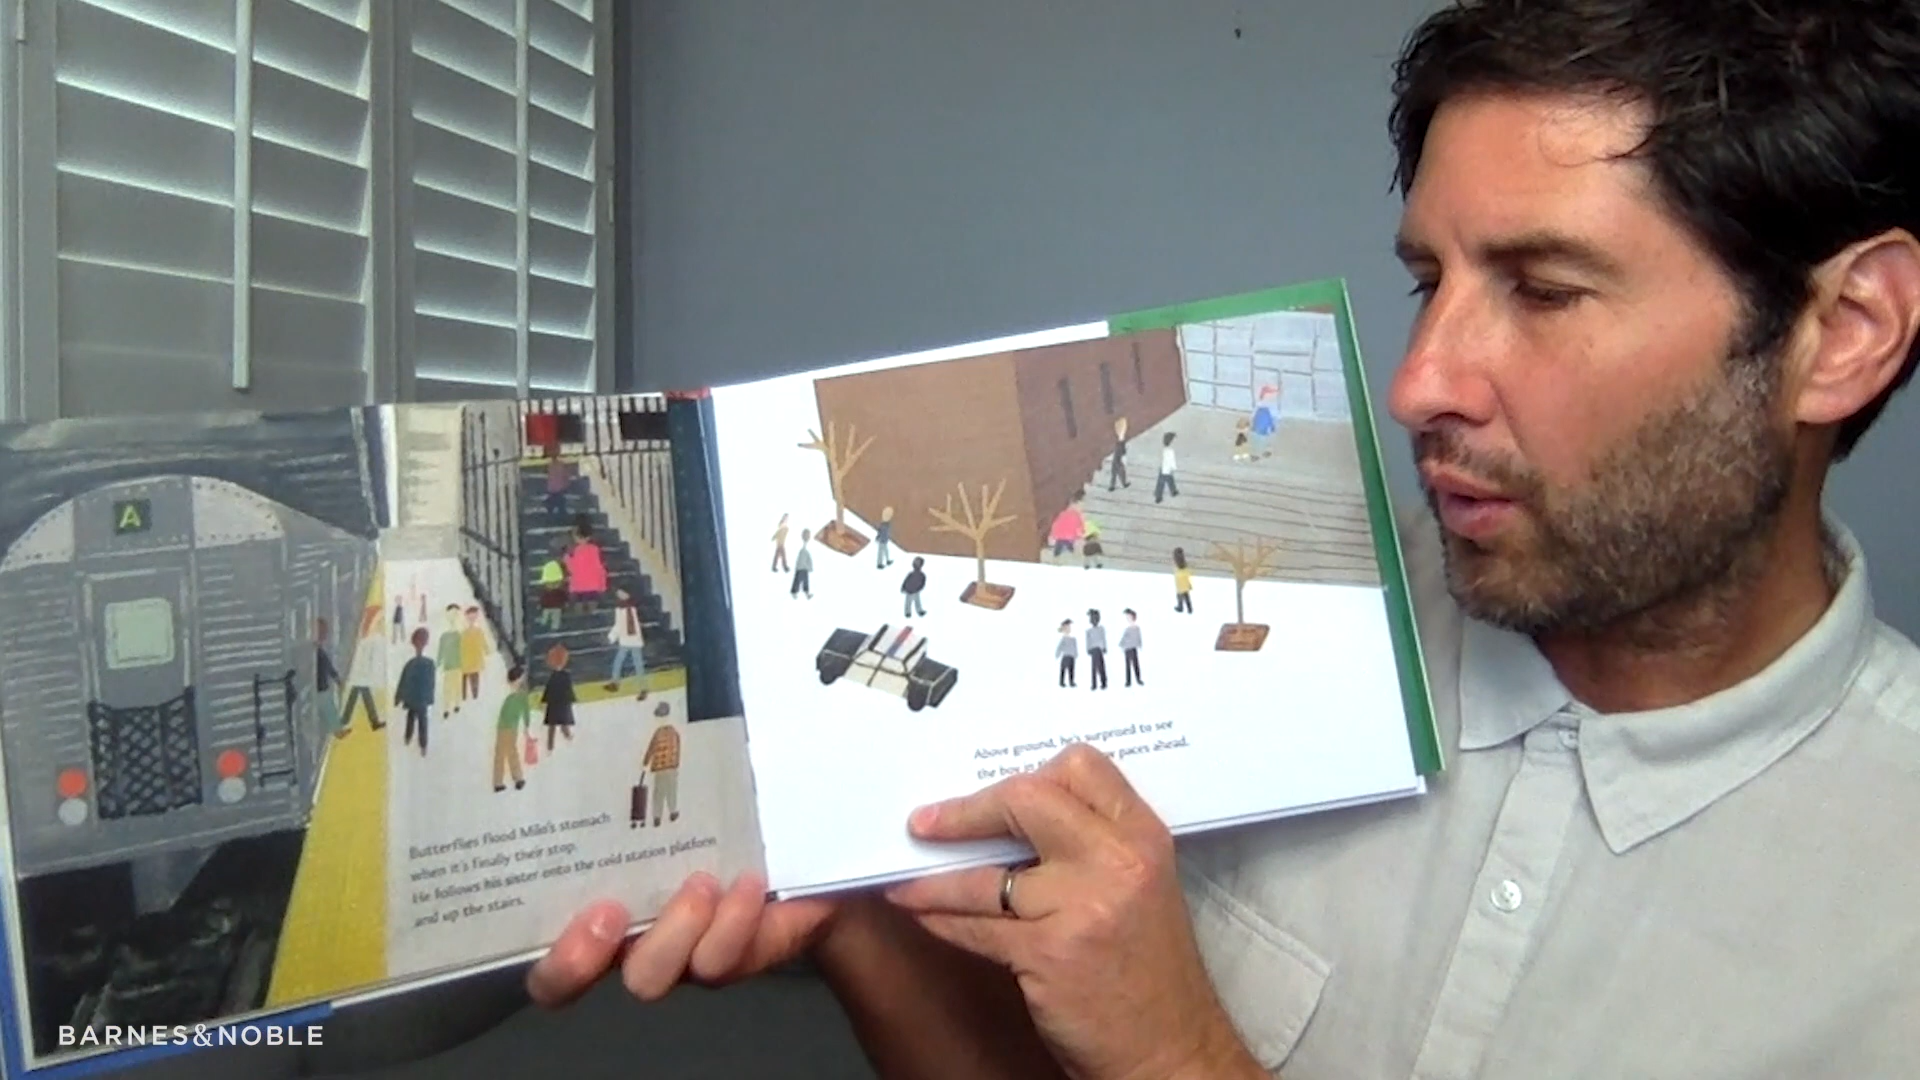 A
Butterflies flood Milo's stomach
when it's finally their stop.
He follows his sister onto the cold station platform
and up the stairs.
Above ground, he's surprised to see
the boy in paces ahead.
BARNES&NOBLE